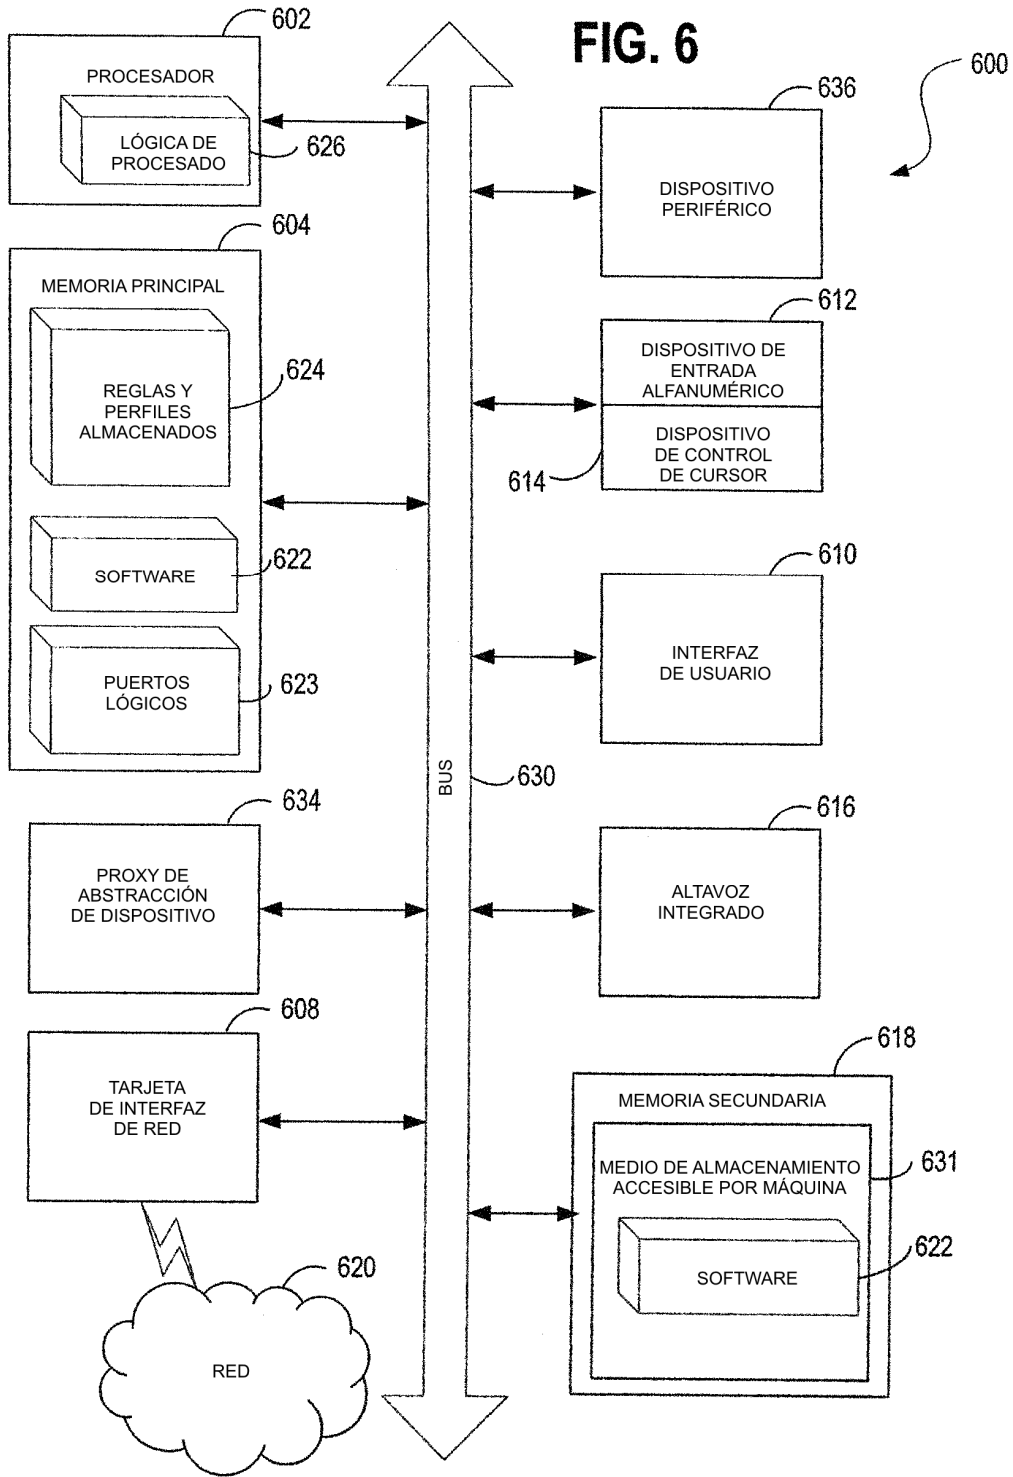 FIG. 6
600
602
PROCESADOR
LÓGICA DE
PROCESADO
626
604
MEMORIA PRINCIPAL
REGLAS Y
PERFILES
ALMACENADOS
624
SOFTWARE
622
PUERTOS
LÓGICOS
623
634
PROXY DE
ABSTRACCIÓN
DE DISPOSITIVO
608
TARJETA
DE INTERFAZ
DE RED
620
RED
BUS
630
636
DISPOSITIVO
PERIFÉRICO
612
DISPOSITIVO DE
ENTRADA
ALFANUMÉRICO
DISPOSITIVO
DE CONTROL
DE CURSOR
614
610
INTERFAZ
DE USUARIO
616
ALTAVOZ
INTEGRADO
618
MEMORIA SECUNDARIA
631
MEDIO DE ALMACENAMIENTO
ACCESIBLE POR MÁQUINA
622
SOFTWARE